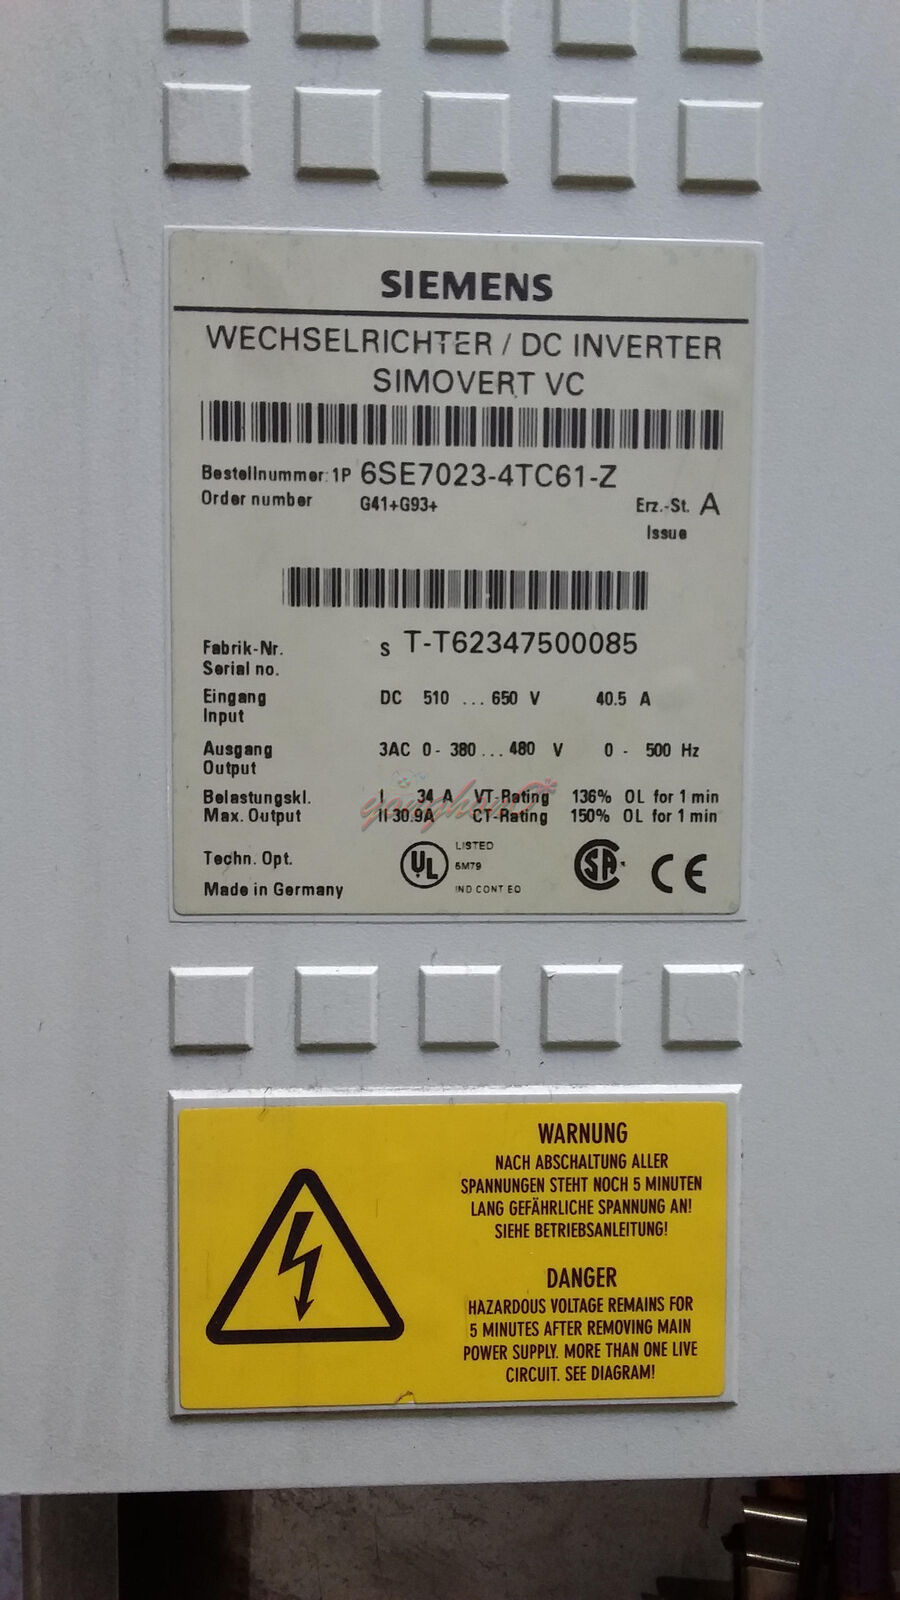 SIEMENS
WECHSELRICHTER / DC INVERTER
SIMOVERT VC
Bestellnummer: 1P 6SE7023-4TC61-Z
Order number G41+G93+ Erz.-St. A
Issue
Fabrik-Nr. S T-T62347500085
Serial no.
Eingang DC 510 ... 650 V 40.5 A
Input
Ausgang 3AC 0 - 380 ... 480 V 0 - 500 Hz
Output
Belastungskl. I 34 A VT-Rating 136% OL for 1 min
Max. Output II 30.9A CT-Rating 150% OL for 1 min
yonghong*
Techn. Opt. UL LISTED
5M79
IND CONT EQ
SA CE
Made in Germany
WARNUNG
NACH ABSCHALTUNG ALLER
SPANNUNGEN STEHT NOCH 5 MINUTEN
LANG GEFÄHRLICHE SPANNUNG AN!
SIEHE BETRIEBSANLEITUNG!
DANGER
HAZARDOUS VOLTAGE REMAINS FOR
5 MINUTES AFTER REMOVING MAIN
POWER SUPPLY. MORE THAN ONE LIVE
CIRCUIT. SEE DIAGRAM!